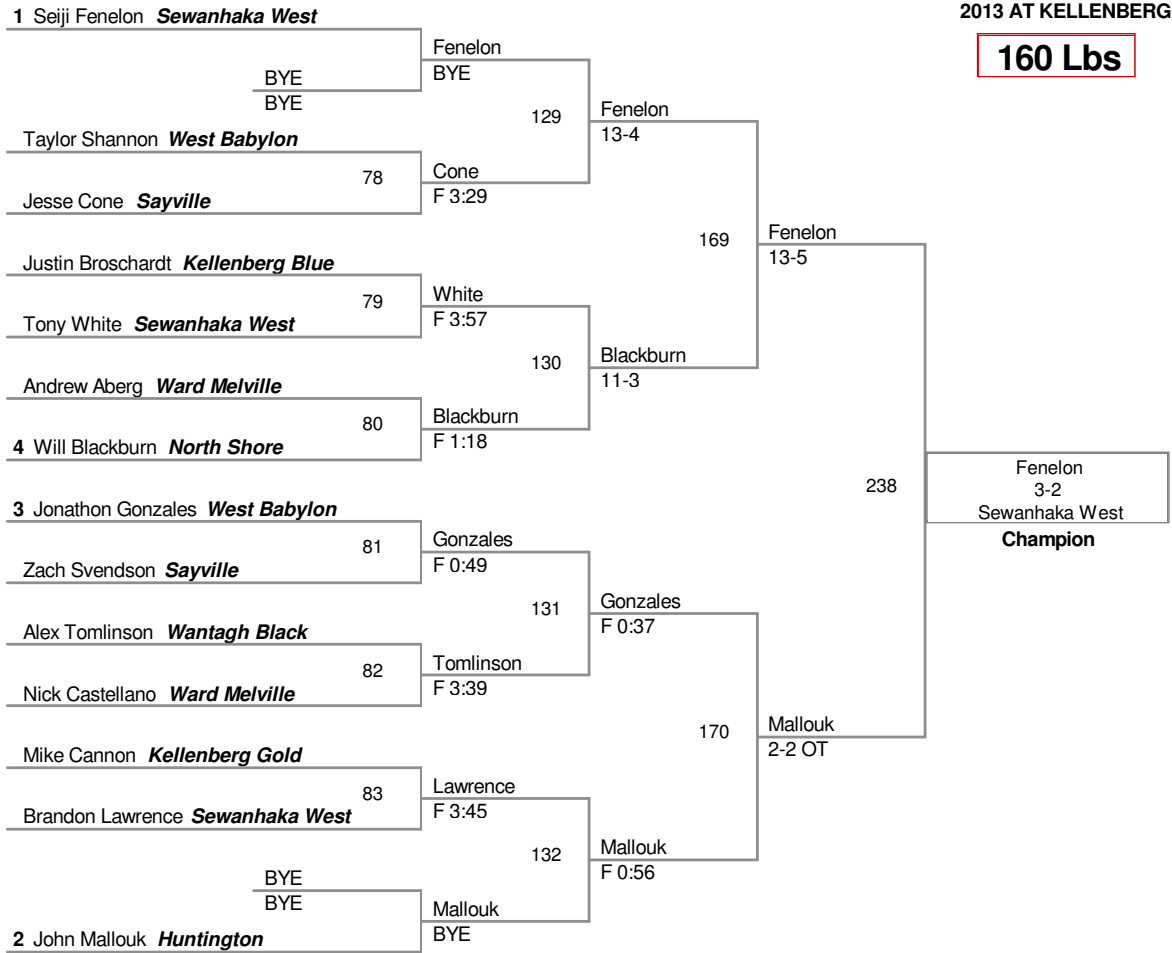 2013 AT KELLENBERG
160 Lbs
1 Seiji Fenelon Sewanhaka West
Fenelon
BYE
BYE
BYE
129
Fenelon
13-4
Taylor Shannon West Babylon
78
Cone
F 3:29
Jesse Cone Sayville
169
Fenelon
13-5
Justin Broschardt Kellenberg Blue
79
White
F 3:57
Tony White Sewanhaka West
130
Blackburn
11-3
Andrew Aberg Ward Melville
80
Blackburn
F 1:18
4 Will Blackburn North Shore
238
Fenelon
3-2
Sewanhaka West
Champion
3 Jonathon Gonzales West Babylon
81
Gonzales
F 0:49
Zach Svendson Sayville
131
Gonzales
F 0:37
Alex Tomlinson Wantagh Black
82
Tomlinson
F 3:39
Nick Castellano Ward Melville
170
Mallouk
2-2 OT
Mike Cannon Kellenberg Gold
83
Lawrence
F 3:45
Brandon Lawrence Sewanhaka West
132
Mallouk
F 0:56
BYE
BYE
Mallouk
BYE
2 John Mallouk Huntington